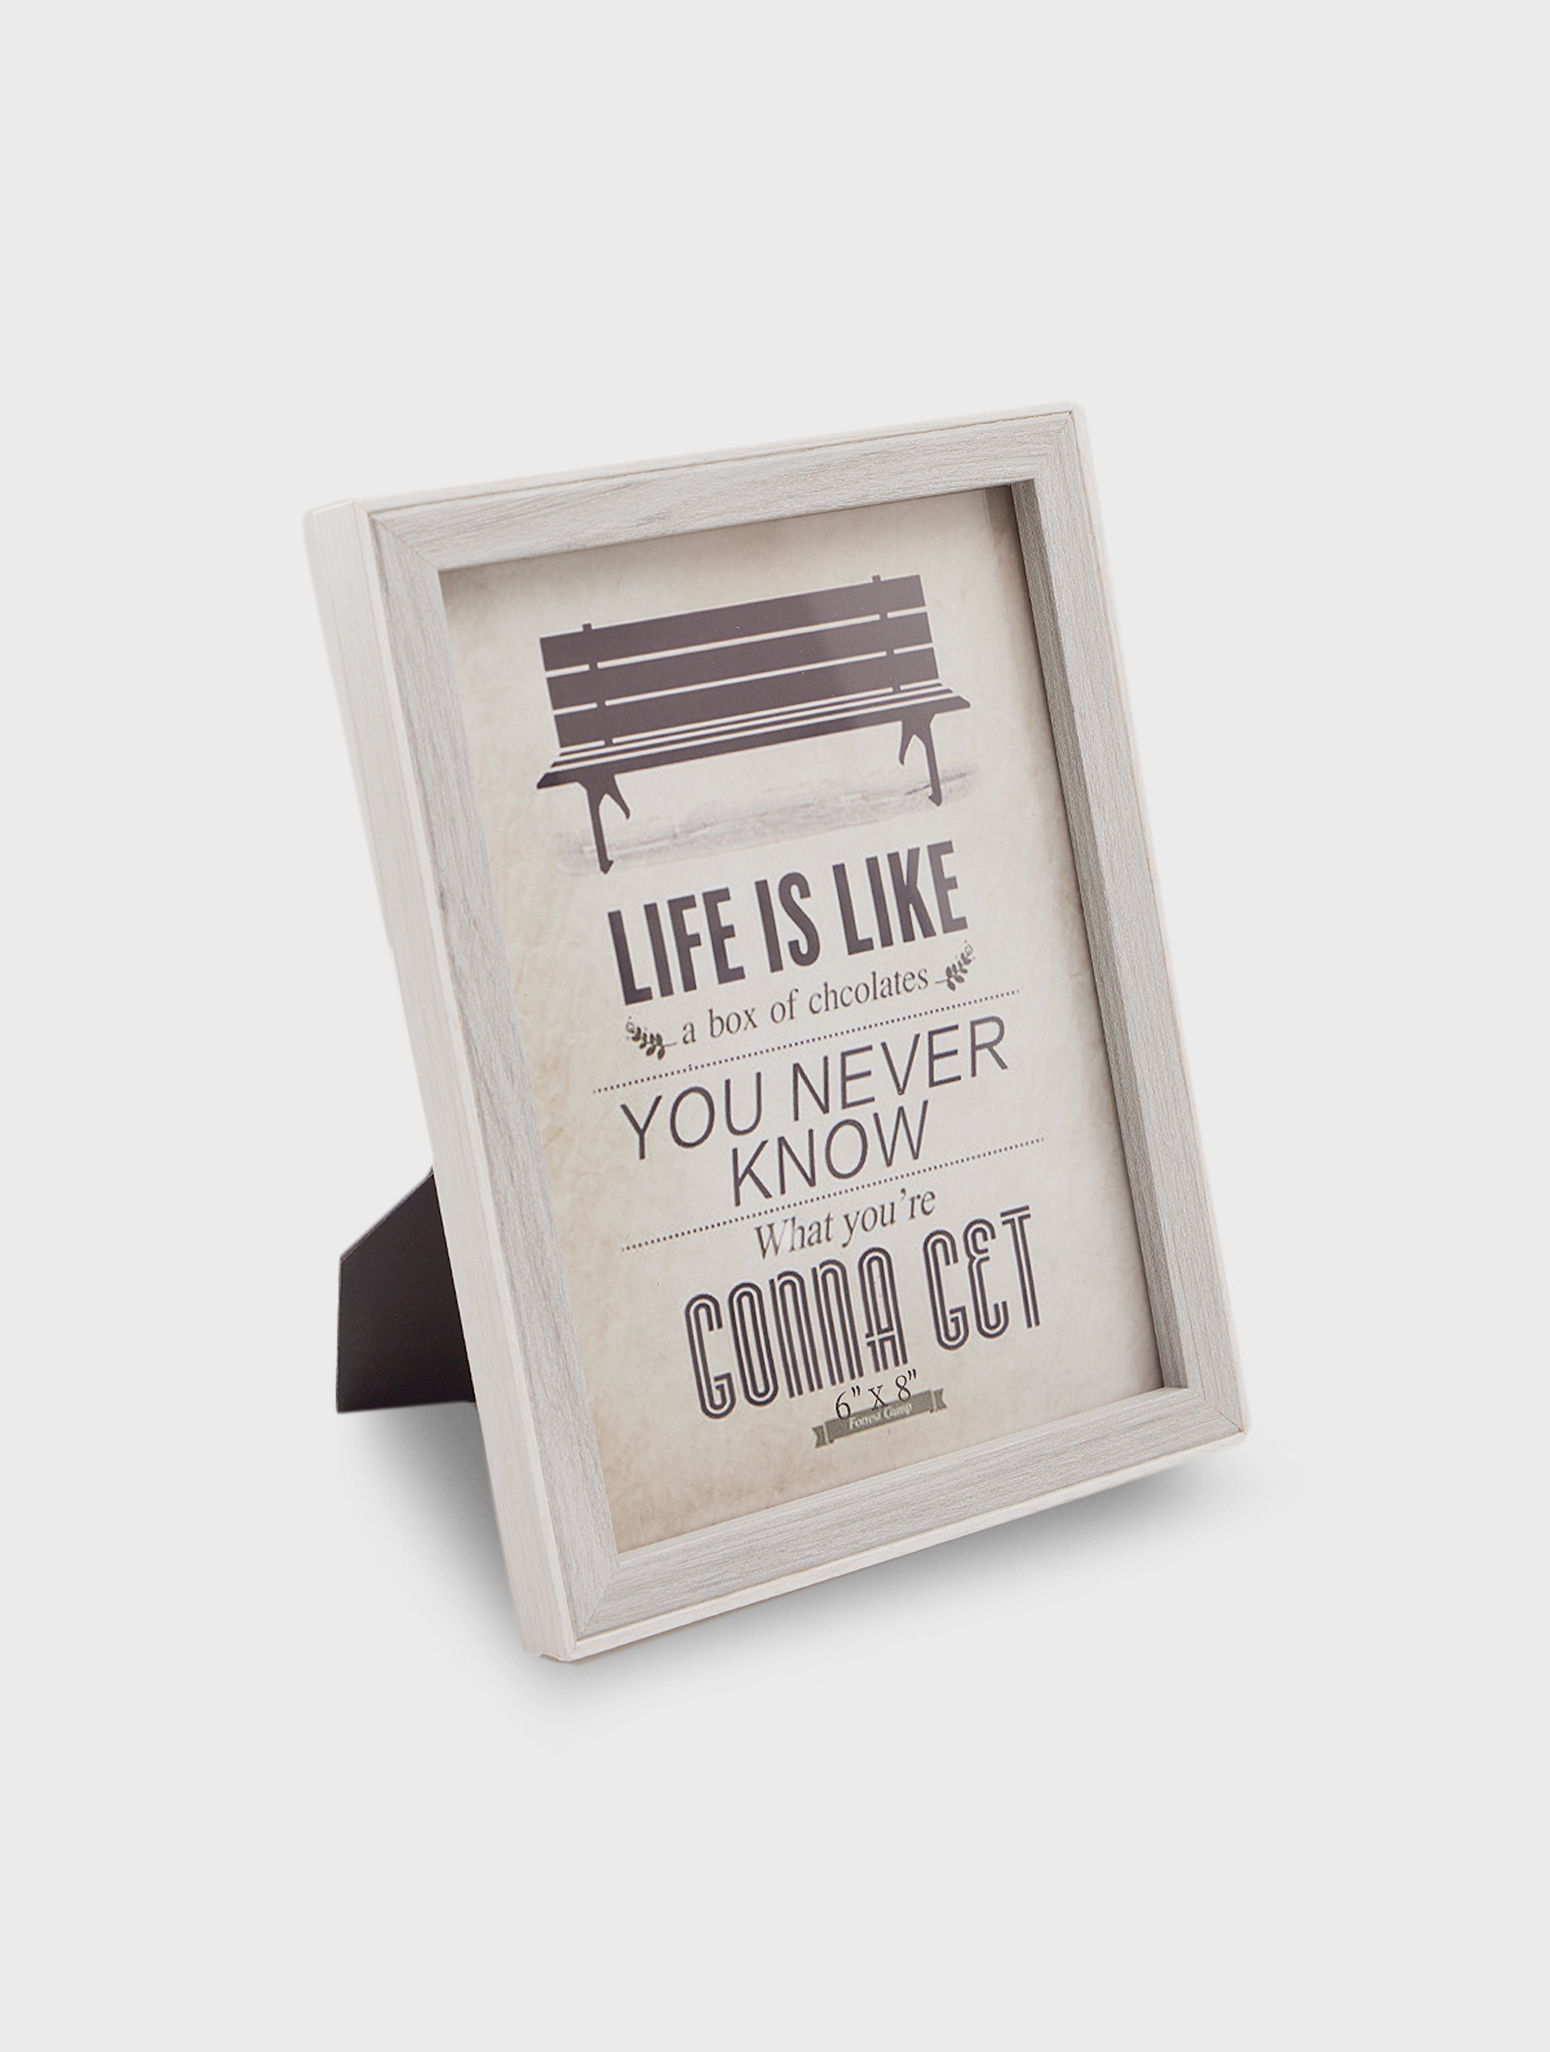 LIFE IS LIKE
a box of chcolates
YOU NEVER
KNOW
What you're
GONNA GET
6" x 8"
Forrest Gump